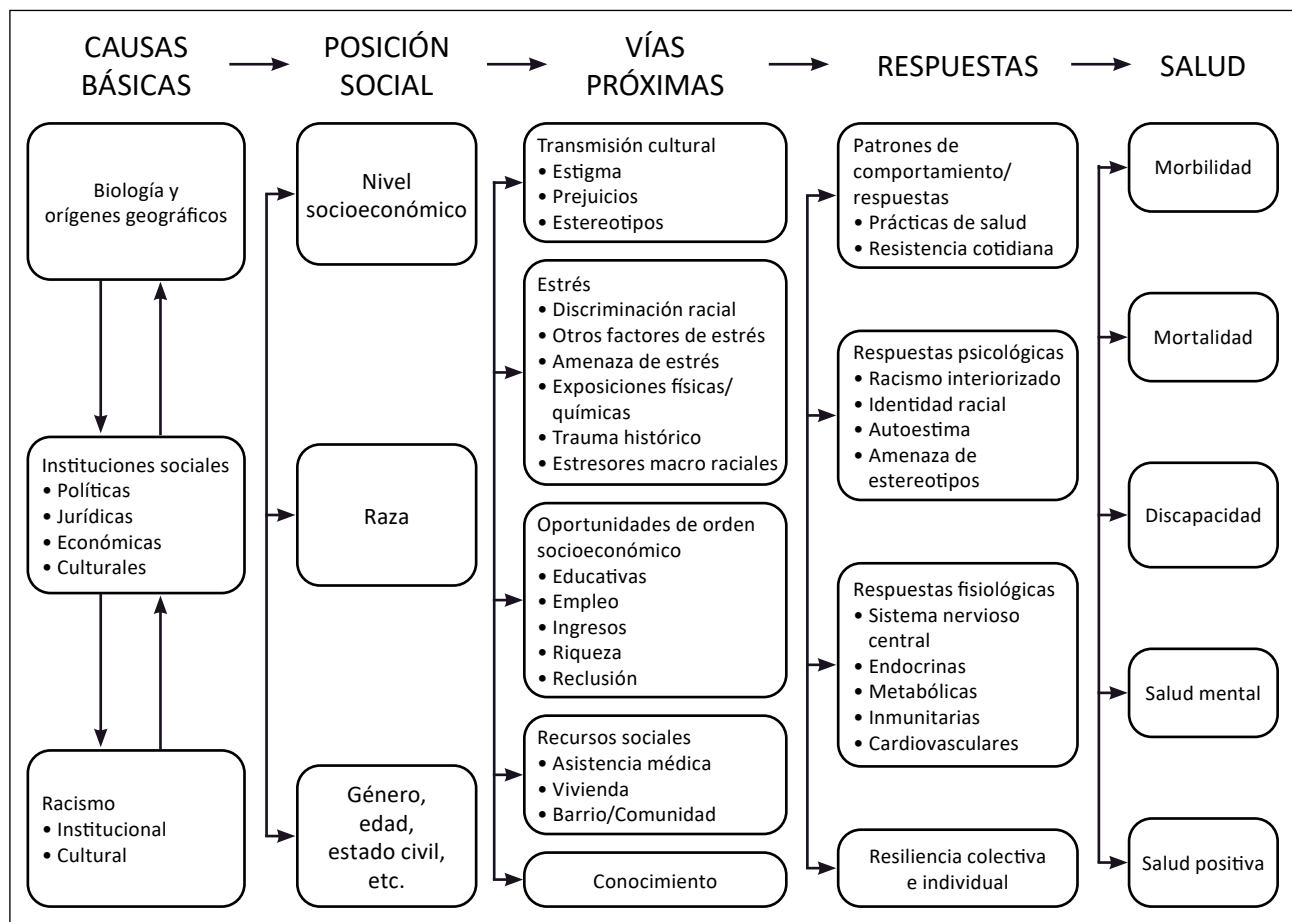 CAUSAS
BÁSICAS
POSICIÓN
SOCIAL
VÍAS
PRÓXIMAS
RESPUESTAS
SALUD
Biología y
orígenes geográficos
Instituciones sociales
• Políticas
• Jurídicas
• Económicas
• Culturales
Racismo
• Institucional
• Cultural
Nivel
socioeconómico
Raza
Género,
edad,
estado civil,
etc.
Transmisión cultural
• Estigma
• Prejuicios
• Estereotipos
Estrés
• Discriminación racial
• Otros factores de estrés
• Amenaza de estrés
• Exposiciones físicas/
químicas
• Trauma histórico
• Estresores macro raciales
Oportunidades de orden
socioeconómico
• Educativas
• Empleo
• Ingresos
• Riqueza
• Reclusión
Recursos sociales
• Asistencia médica
• Vivienda
• Barrio/Comunidad
Conocimiento
Patrones de
comportamiento/
respuestas
• Prácticas de salud
• Resistencia cotidiana
Respuestas psicológicas
• Racismo interiorizado
• Identidad racial
• Autoestima
• Amenaza de
estereotipos
Respuestas fisiológicas
• Sistema nervioso
central
• Endocrinas
• Metabólicas
• Inmunitarias
• Cardiovasculares
Resiliencia colectiva
e individual
Morbilidad
Mortalidad
Discapacidad
Salud mental
Salud positiva